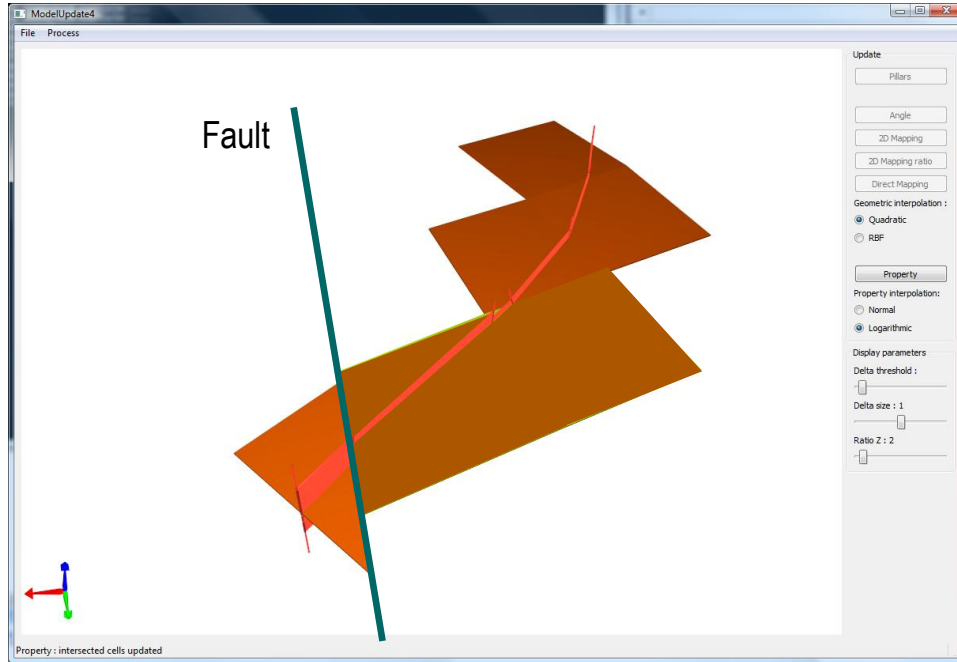 ModelUpdate4
File Process
Update
Pillars
Angle
2D Mapping
2D Mapping ratio
Direct Mapping
Geometric interpolation :
Quadratic
RBF
Property
Property interpolation:
Normal
Logarithmic
Display parameters
Delta threshold :
Delta size : 1
Ratio Z : 2
Fault
Property : intersected cells updated